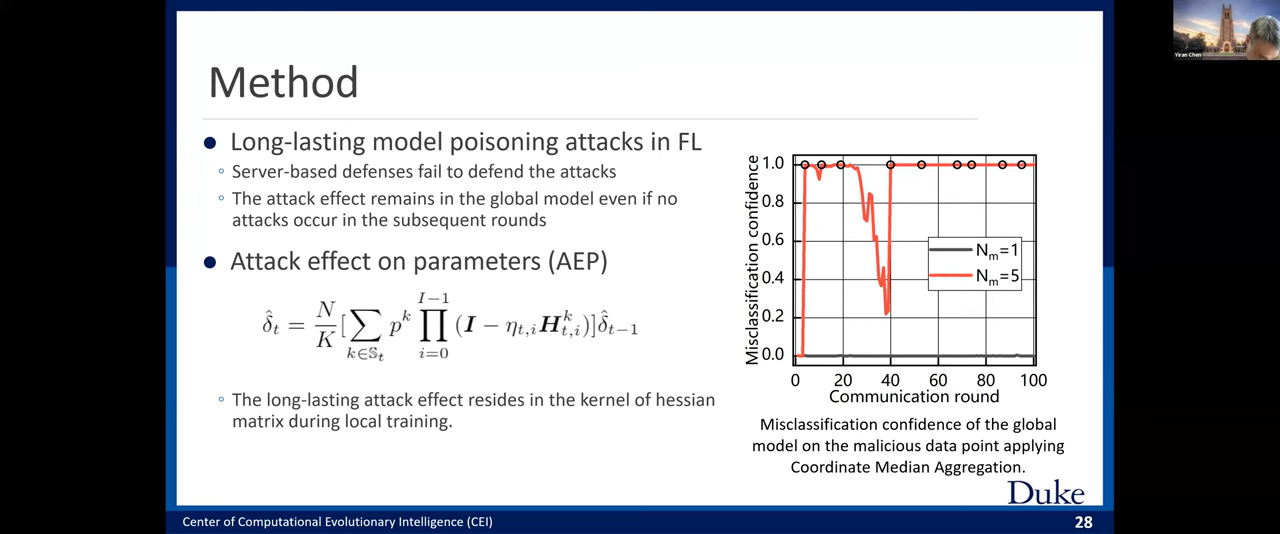 Yiran Chen
Method
Long-lasting model poisoning attacks in FL
Server-based defenses fail to defend the attacks
The attack effect remains in the global model even if no
attacks occur in the subsequent rounds
Attack effect on parameters (AEP)
I−1
δ̂_t = N/K [ ∑_{k∈𝕊_t} p^k ∏_{i=0} (I − η_{t,i} H^k_{t,i}) ] δ̂_{t−1}
The long-lasting attack effect resides in the kernel of hessian
matrix during local training.
Misclassification confidence
1.0
0.8
0.6
0.4
0.2
0.0
N_m=1
N_m=5
0 20 40 60 80 100
Communication round
Misclassification confidence of the global
model on the malicious data point applying
Coordinate Median Aggregation.
Duke
Center of Computational Evolutionary Intelligence (CEI)
28